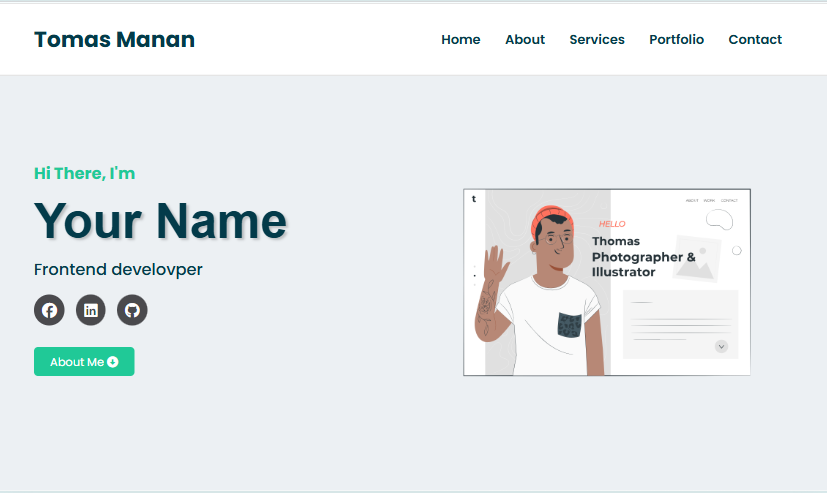 Tomas Manan
Home About Services Portfolio Contact
Hi There, I'm
Your Name
Frontend develovper
About Me
t
ABOUT WORK CONTACT
HELLO
Thomas
Photographer &
Illustrator